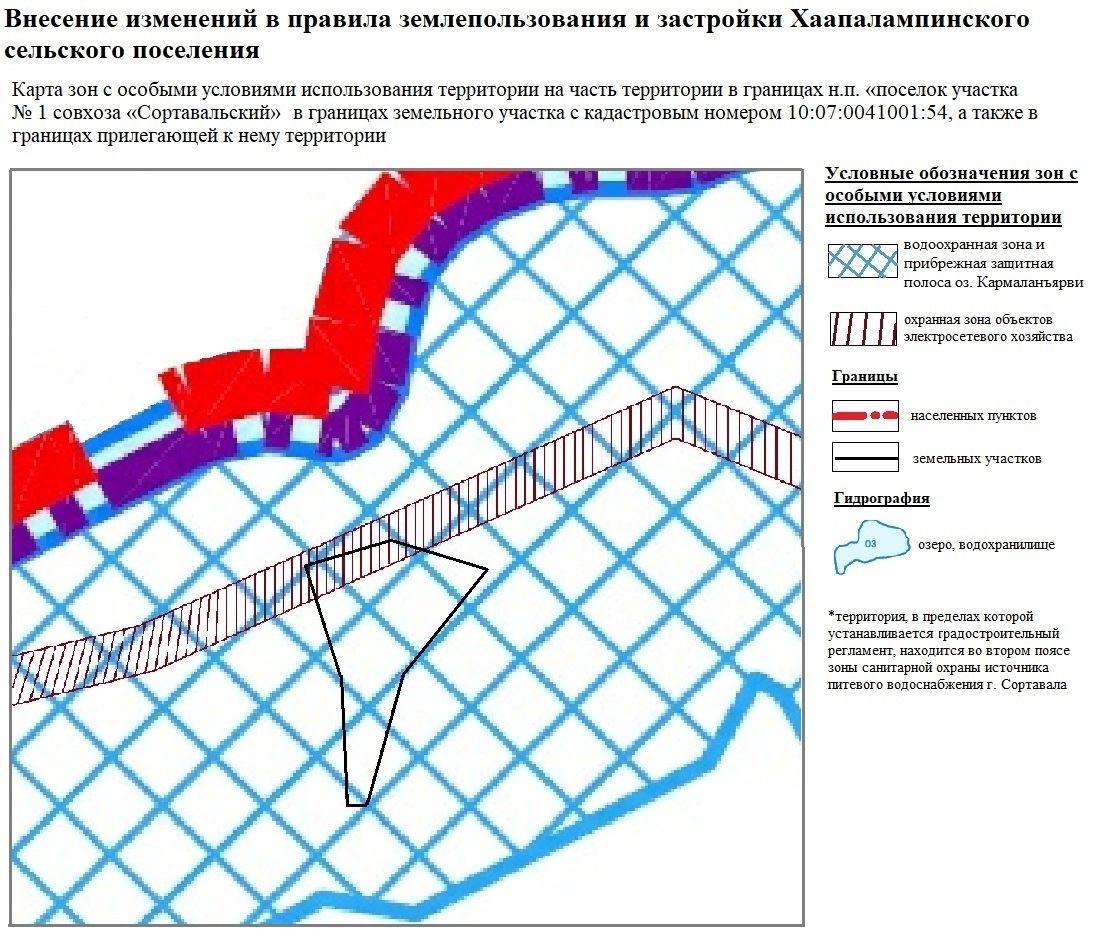 Внесение изменений в правила землепользования и застройки Хаапалампинского
сельского поселения
Карта зон с особыми условиями использования территории на часть территории в границах н.п. «поселок участка
№ 1 совхоза «Сортавальский» в границах земельного участка с кадастровым номером 10:07:0041001:54, а также в
границах прилегающей к нему территории
Условные обозначения зон с
особыми условиями
использования территории
водоохранная зона и
прибрежная защитная
полоса оз. Кармаланъярви
охранная зона объектов
электросетевого хозяйства
Границы
населенных пунктов
земельных участков
Гидрография
ОЗ
озеро, водохранилище
*территория, в пределах которой
устанавливается градостроительный
регламент, находится во втором поясе
зоны санитарной охраны источника
питевого водоснабжения г. Сортавала